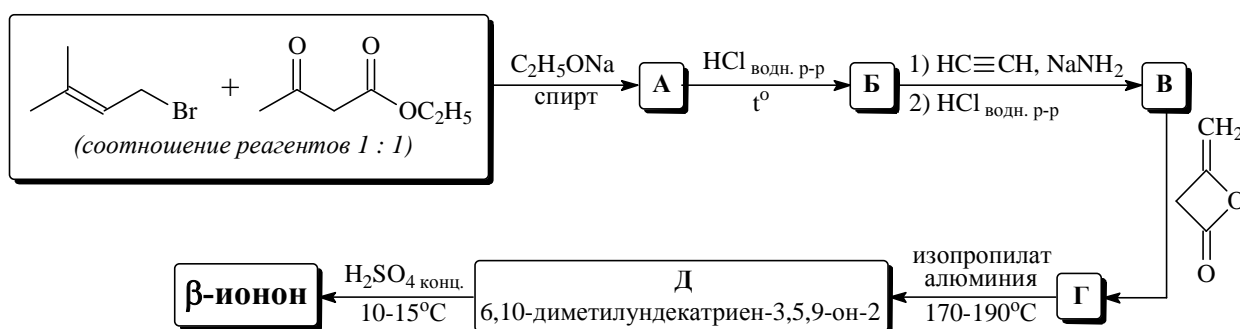 Br
+
O
O
OC₂H₅
(соотношение реагентов 1 : 1)
C₂H₅ONa
спирт
А
HCl водн. р-р
t°
Б
1) HC≡CH, NaNH₂
2) HCl водн. р-р
В
CH₂
O
O
изопропилат
алюминия
170-190°C
Г
Д
6,10-диметилундекатриен-3,5,9-он-2
H₂SO₄ конц.
10-15°C
β-ионон